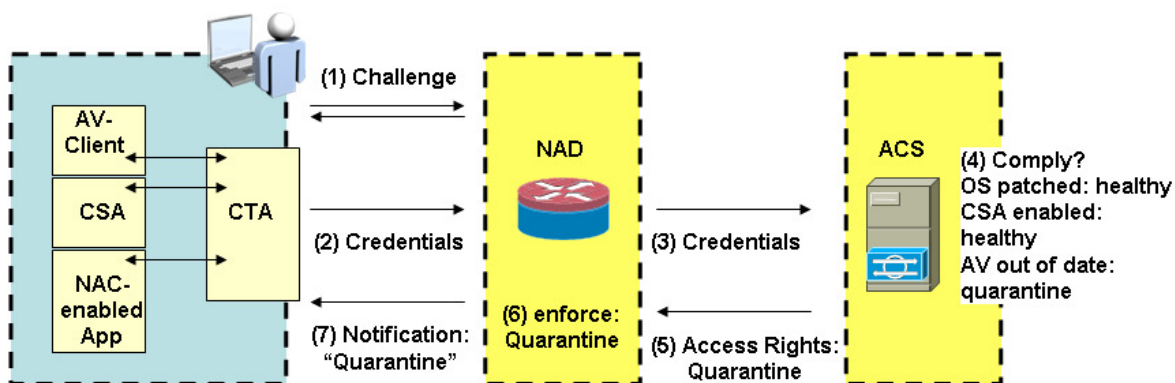 (1) Challenge
AV-
Client
CSA
NAC-
enabled
App
CTA
(2) Credentials
(7) Notification:
“Quarantine”
NAD
(6) enforce:
Quarantine
(3) Credentials
(5) Access Rights:
Quarantine
ACS
(4) Comply?
OS patched: healthy
CSA enabled:
healthy
AV out of date:
quarantine